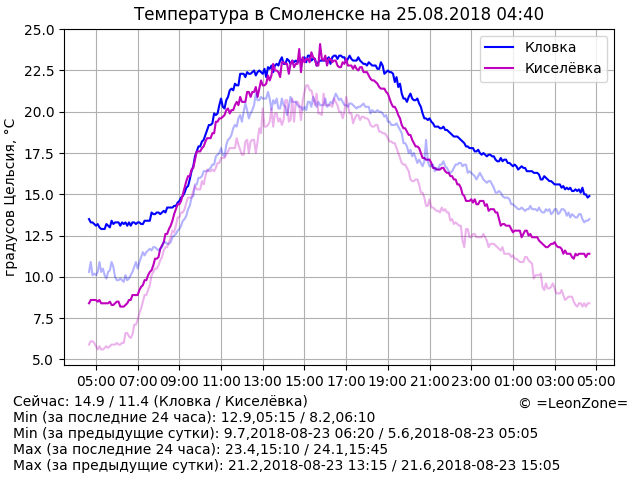 Температура в Смоленске на 25.08.2018 04:40
градусов Цельсия, °C
25.0
22.5
20.0
17.5
15.0
12.5
10.0
7.5
5.0
Кловка
Киселёвка
05:00 07:00 09:00 11:00 13:00 15:00 17:00 19:00 21:00 23:00 01:00 03:00 05:00
Сейчас: 14.9 / 11.4 (Кловка / Киселёвка)
© =LeonZone=
Min (за последние 24 часа): 12.9,05:15 / 8.2,06:10
Min (за предыдущие сутки): 9.7,2018-08-23 06:20 / 5.6,2018-08-23 05:05
Max (за последние 24 часа): 23.4,15:10 / 24.1,15:45
Max (за предыдущие сутки): 21.2,2018-08-23 13:15 / 21.6,2018-08-23 15:05